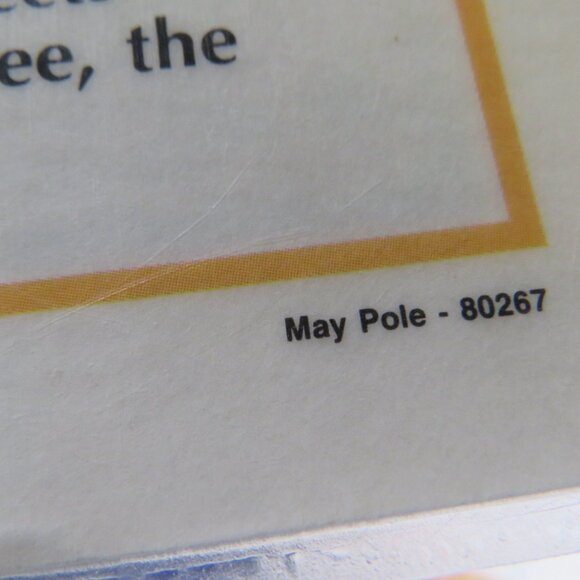 ee, the
May Pole - 80267